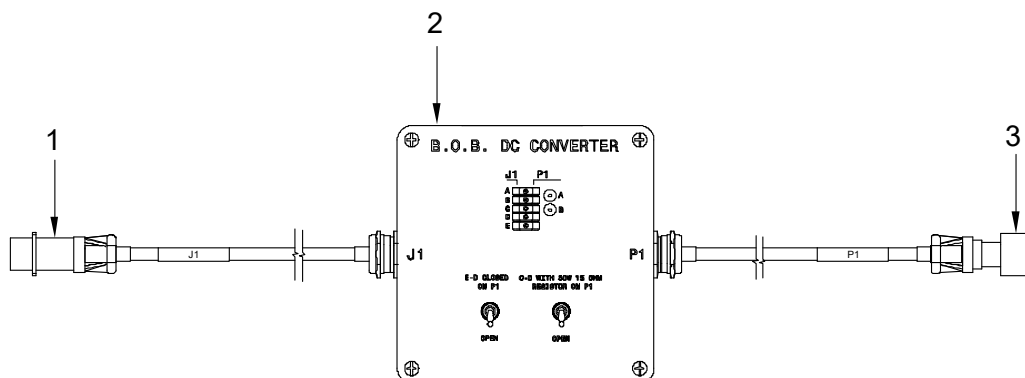 2
1
3
B.O.B. DC CONVERTER
J1 P1
A A
B
C B
D
E
J1
J1
P1
P1
E-D CLOSED
ON P1
C-D WITH 50W 15 OHM
RESISTOR ON P1
OPEN
OPEN